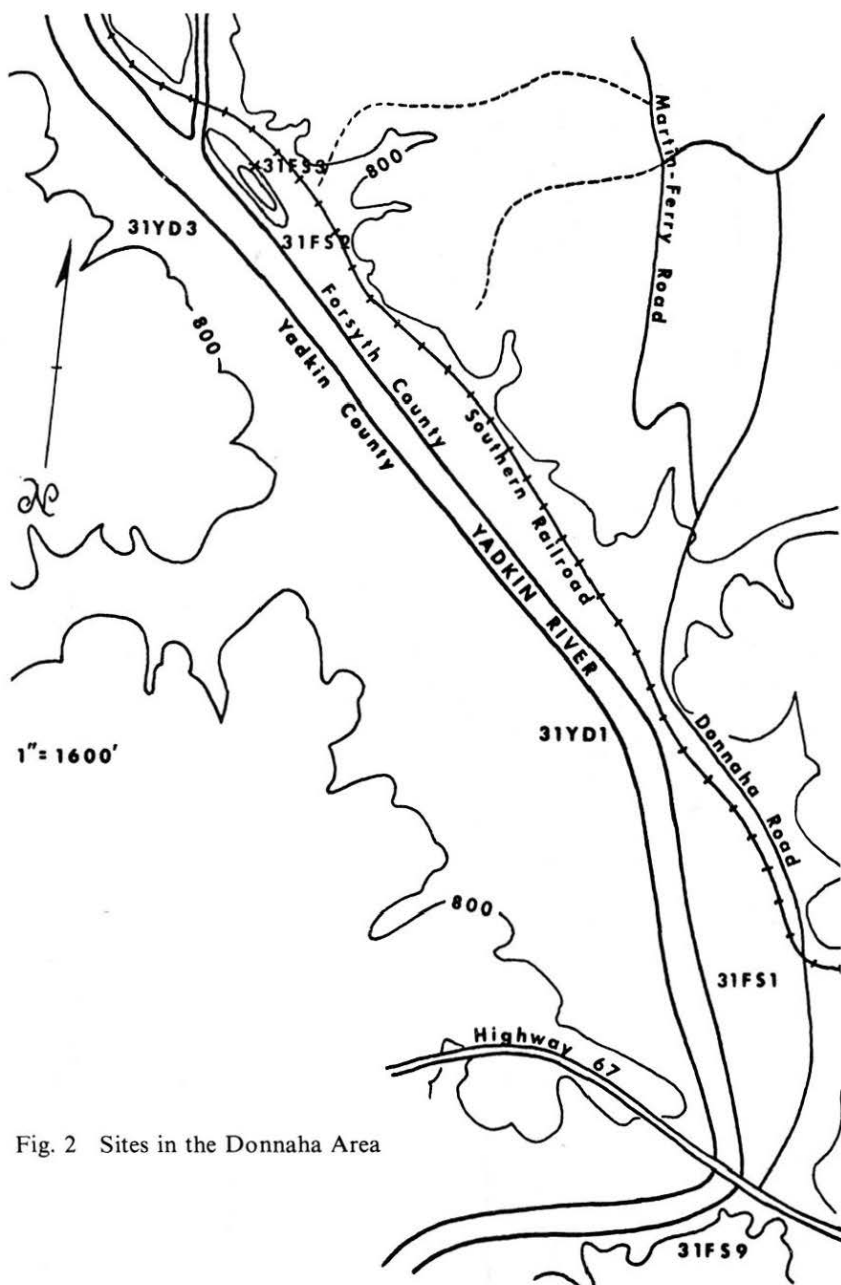 Martin-Ferry Road
800
31FS3
31YD3
31FS2
800
Forsyth County
Yadkin County
Southern Railroad
N
YADKIN RIVER
31YD1
1"= 1600'
Donnaha Road
800
31FS1
Highway 67
Fig. 2 Sites in the Donnaha Area
31FS9